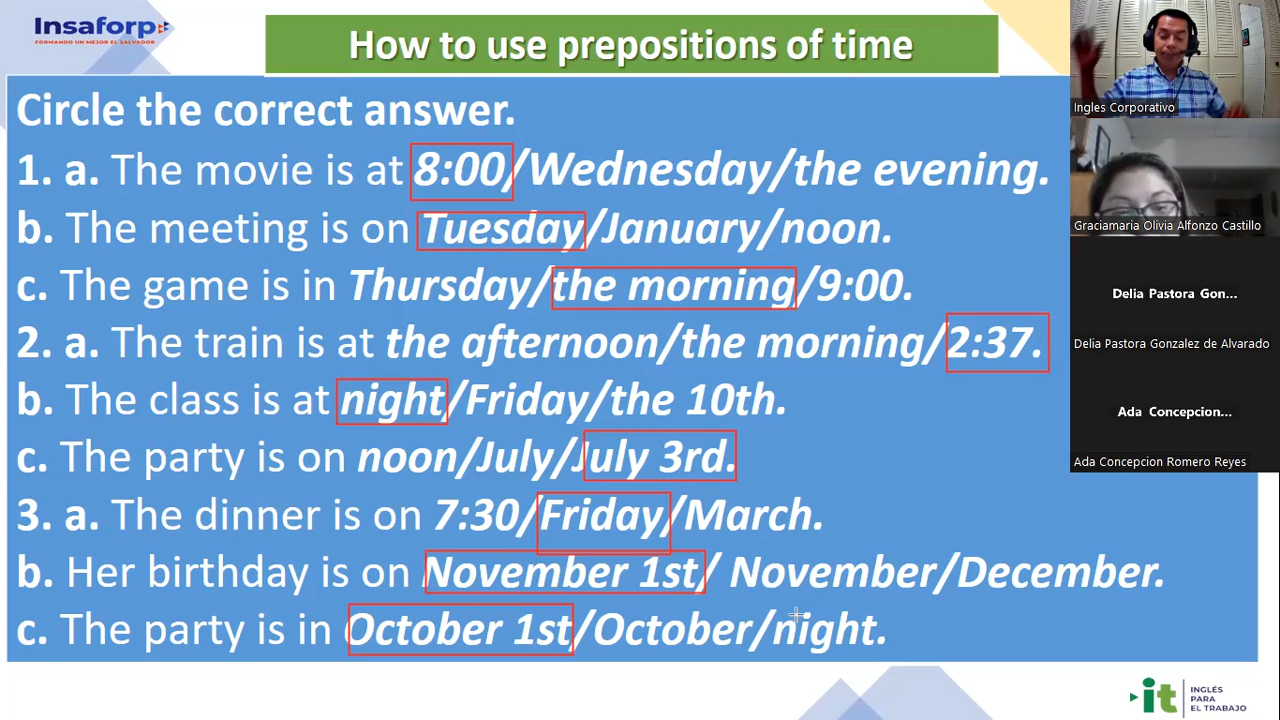 Insaforp
FORMANDO UN MEJOR EL SALVADOR
How to use prepositions of time
Circle the correct answer.
1. a. The movie is at 8:00/Wednesday/the evening.
b. The meeting is on Tuesday/January/noon.
c. The game is in Thursday/the morning/9:00.
2. a. The train is at the afternoon/the morning/2:37.
b. The class is at night/Friday/the 10th.
c. The party is on noon/July/July 3rd.
3. a. The dinner is on 7:30/Friday/March.
b. Her birthday is on November 1st/ November/December.
c. The party is in October 1st/October/night.
Ingles Corporativo
Graciamaria Olivia Alfonzo Castillo
Delia Pastora Gon...
Delia Pastora Gonzalez de Alvarado
Ada Concepcion...
Ada Concepcion Romero Reyes
it
INGLÉS
PARA
EL TRABAJO